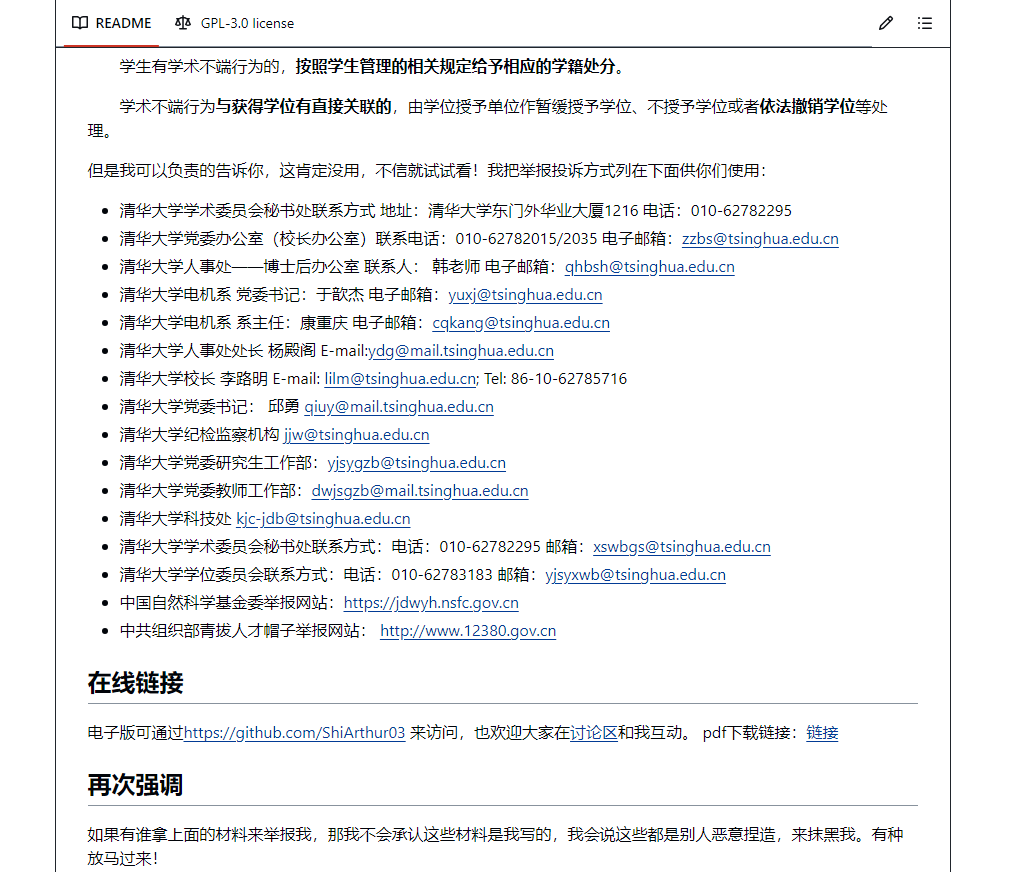 README GPL-3.0 license
学生有学术不端行为的，按照学生管理的相关规定给予相应的学籍处分。
学术不端行为与获得学位有直接关联的，由学位授予单位作暂缓授予学位、不授予学位或者依法撤销学位等处
理。
但是我可以负责的告诉你，这肯定没用，不信就试试看！我把举报投诉方式列在下面供你们使用：
清华大学学术委员会秘书处联系方式 地址：清华大学东门外华业大厦1216 电话：010-62782295
清华大学党委办公室（校长办公室）联系电话：010-62782015/2035 电子邮箱：zzbs@tsinghua.edu.cn
清华大学人事处——博士后办公室 联系人： 韩老师 电子邮箱：qhbsh@tsinghua.edu.cn
清华大学电机系 党委书记：于歆杰 电子邮箱：yuxj@tsinghua.edu.cn
清华大学电机系 系主任：康重庆 电子邮箱：cqkang@tsinghua.edu.cn
清华大学人事处处长 杨殿阁 E-mail:ydg@mail.tsinghua.edu.cn
清华大学校长 李路明 E-mail: lilm@tsinghua.edu.cn; Tel: 86-10-62785716
清华大学党委书记： 邱勇 qiuy@mail.tsinghua.edu.cn
清华大学纪检监察机构 jjw@tsinghua.edu.cn
清华大学党委研究生工作部：yjsygzb@tsinghua.edu.cn
清华大学党委教师工作部：dwjsgzb@mail.tsinghua.edu.cn
清华大学科技处 kjc-jdb@tsinghua.edu.cn
清华大学学术委员会秘书处联系方式：电话：010-62782295 邮箱：xswbgs@tsinghua.edu.cn
清华大学学位委员会联系方式：电话：010-62783183 邮箱：yjsyxwb@tsinghua.edu.cn
中国自然科学基金委举报网站：https://jdwyh.nsfc.gov.cn
中共组织部青拔人才帽子举报网站： http://www.12380.gov.cn
在线链接
电子版可通过https://github.com/ShiArthur03 来访问，也欢迎大家在讨论区和我互动。 pdf下载链接：链接
再次强调
如果有谁拿上面的材料来举报我，那我不会承认这些材料是我写的，我会说这些都是别人恶意捏造，来抹黑我。有种
放马过来！